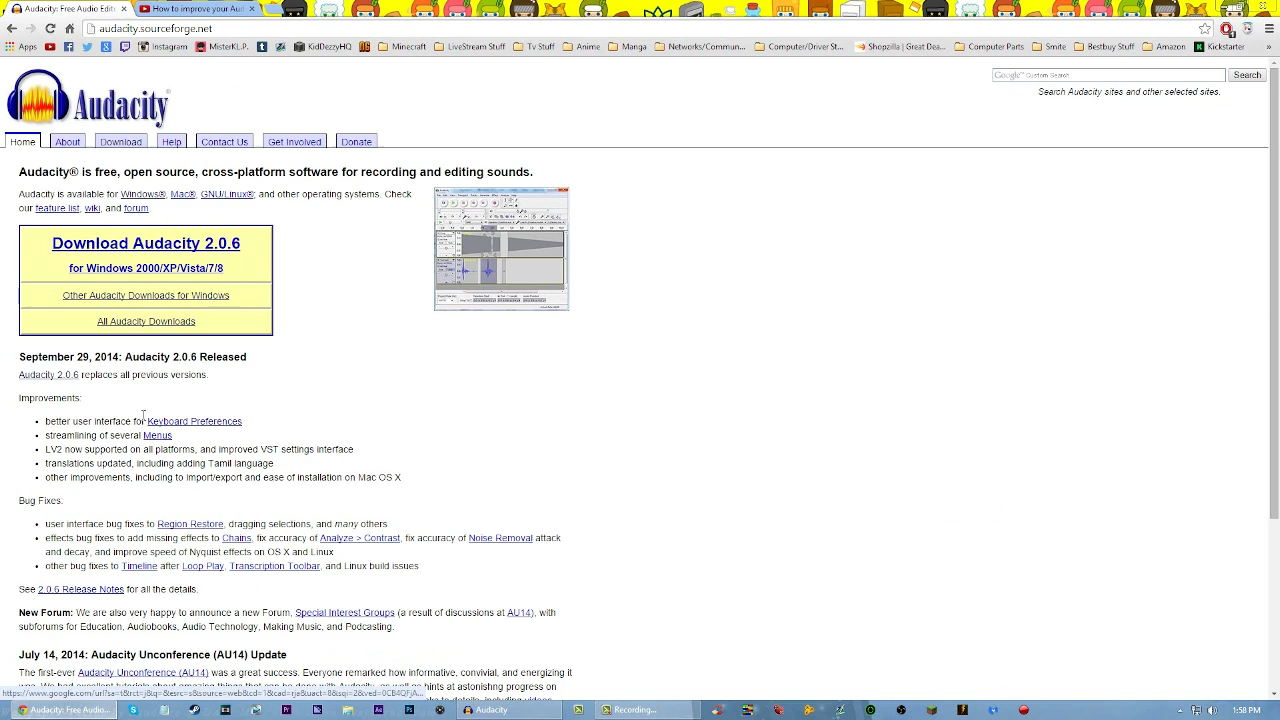 Audacity: Free Audio Edit
How to improve your Aud
audacity.sourceforge.net
Apps
Instagram
MisterKLP
KidDezzyHQ
Minecraft
LiveStream Stuff
Tv Stuff
Anime
Manga
Networks/Commun...
Computer/Driver St...
Shopzilla | Great Dea...
Computer Parts
Smite
Bestbuy Stuff
Amazon
Kickstarter
Audacity
Google™ Custom Search
Search
Search Audacity sites and other selected sites.
Home
About
Download
Help
Contact Us
Get Involved
Donate
Audacity® is free, open source, cross-platform software for recording and editing sounds.
Audacity is available for Windows®, Mac®, GNU/Linux®, and other operating systems. Check
our feature list, wiki, and forum.
Download Audacity 2.0.6
for Windows 2000/XP/Vista/7/8
Other Audacity Downloads for Windows
All Audacity Downloads
September 29, 2014: Audacity 2.0.6 Released
Audacity 2.0.6 replaces all previous versions.
Improvements:
better user interface for Keyboard Preferences
streamlining of several Menus
LV2 now supported on all platforms, and improved VST settings interface
translations updated, including adding Tamil language
other improvements, including to import/export and ease of installation on Mac OS X
Bug Fixes:
user interface bug fixes to Region Restore, dragging selections, and many others
effects bug fixes to add missing effects to Chains, fix accuracy of Analyze > Contrast, fix accuracy of Noise Removal attack
and decay, and improve speed of Nyquist effects on OS X and Linux
other bug fixes to Timeline after Loop Play, Transcription Toolbar, and Linux build issues
See 2.0.6 Release Notes for all the details.
New Forum: We are also very happy to announce a new Forum, Special Interest Groups (a result of discussions at AU14), with
subforums for Education, Audiobooks, Audio Technology, Making Music, and Podcasting.
July 14, 2014: Audacity Unconference (AU14) Update
The first-ever Audacity Unconference (AU14) was a great success. Everyone remarked how informative, convivial, and energizing it
hints at astonishing progress on
Audacity: Free Audio...
Audacity
Recording...
1:58 PM